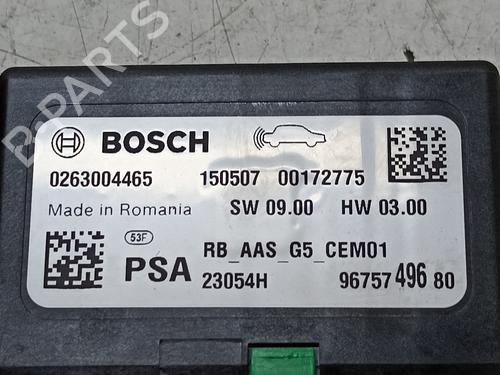 BOSCH
0263004465 150507 00172775
Made in Romania SW 09.00 HW 03.00
53F RB_AAS_G5_CEM01
PSA 23054H 96757 496 80
B-PARTS